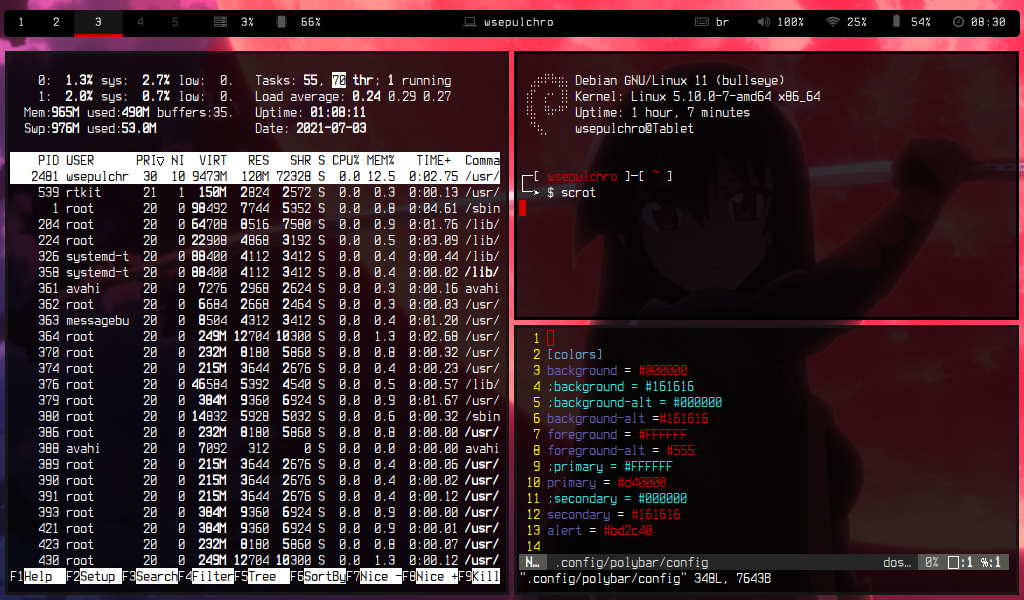 1 2 3 4 5 3% 66% wsepulchro br 100% 25% 54% 08:30
0: 1.3% sys: 2.7% low: 0. Tasks: 55, 70 thr; 1 running
1: 2.0% sys: 0.7% low: 0. Load average: 0.24 0.29 0.27
Mem:965M used:490M buffers:35. Uptime: 01:08:11
Swp:976M used:53.0M Date: 2021-07-03
PID USER PRI▽ NI VIRT RES SHR S CPU% MEM% TIME+ Comma
2481 wsepulchr 30 10 9473M 120M 72320 S 0.0 12.5 0:02.75 /usr/
539 rtkit 21 1 150M 2824 2572 S 0.0 0.3 0:00.13 /usr/
1 root 20 0 98492 7744 5352 S 0.0 0.8 0:04.61 /sbin
204 root 20 0 64708 8516 7580 S 0.0 0.9 0:01.76 /lib/
224 root 20 0 22908 4868 3192 S 0.0 0.5 0:03.09 /lib/
326 systemd-t 20 0 88400 4112 3412 S 0.0 0.4 0:00.44 /lib/
358 systemd-t 20 0 88400 4112 3412 S 0.0 0.4 0:00.02 /lib/
361 avahi 20 0 7276 2968 2624 S 0.0 0.3 0:00.16 avahi
362 root 20 0 6684 2668 2464 S 0.0 0.3 0:00.03 /usr/
363 messagebu 20 0 8504 4312 3412 S 0.0 0.4 0:01.20 /usr/
364 root 20 0 249M 12704 10300 S 0.0 1.3 0:02.68 /usr/
370 root 20 0 232M 8180 5860 S 0.0 0.8 0:00.32 /usr/
374 root 20 0 215M 3644 2676 S 0.0 0.4 0:00.23 /usr/
376 root 20 0 46584 5392 4540 S 0.0 0.5 0:00.57 /lib/
379 root 20 0 384M 9360 6924 S 0.0 0.9 0:01.67 /usr/
380 root 20 0 14832 5928 5032 S 0.0 0.6 0:00.32 /sbin
386 root 20 0 232M 8180 5860 S 0.0 0.8 0:00.00 /usr/
388 avahi 20 0 7092 312 0 S 0.0 0.0 0:00.00 avahi
389 root 20 0 215M 3644 2676 S 0.0 0.4 0:00.06 /usr/
390 root 20 0 215M 3644 2676 S 0.0 0.4 0:00.02 /usr/
391 root 20 0 215M 3644 2676 S 0.0 0.4 0:00.12 /usr/
393 root 20 0 384M 9360 6924 S 0.0 0.9 0:00.00 /usr/
421 root 20 0 384M 9360 6924 S 0.0 0.9 0:00.01 /usr/
423 root 20 0 232M 8180 5860 S 0.0 0.8 0:00.07 /usr/
430 root 20 0 249M 12704 10300 S 0.0 1.3 0:00.12 /usr/
F1Help F2Setup F3SearchF4FilterF5Tree F6SortByF7Nice -F8Nice +F9Kill
Debian GNU/Linux 11 (bullseye)
Kernel: Linux 5.10.0-7-amd64 x86_64
Uptime: 1 hour, 7 minutes
wsepulchro@Tablet
┌─[ wsepulchro ]─[ ~ ]
└─➤ $ scrot
1
2 [colors]
3 background = #000000
4 ;background = #161616
5 ;background-alt = #000000
6 background-alt =#161616
7 foreground = #FFFFFF
8 foreground-alt = #555
9 ;primary = #FFFFFF
10 primary = #d40000
11 ;secondary = #000000
12 secondary = #161616
13 alert = #bd2c40
14
N… .config/polybar/config dos… 0% :1 %:1
".config/polybar/config" 348L, 7643B